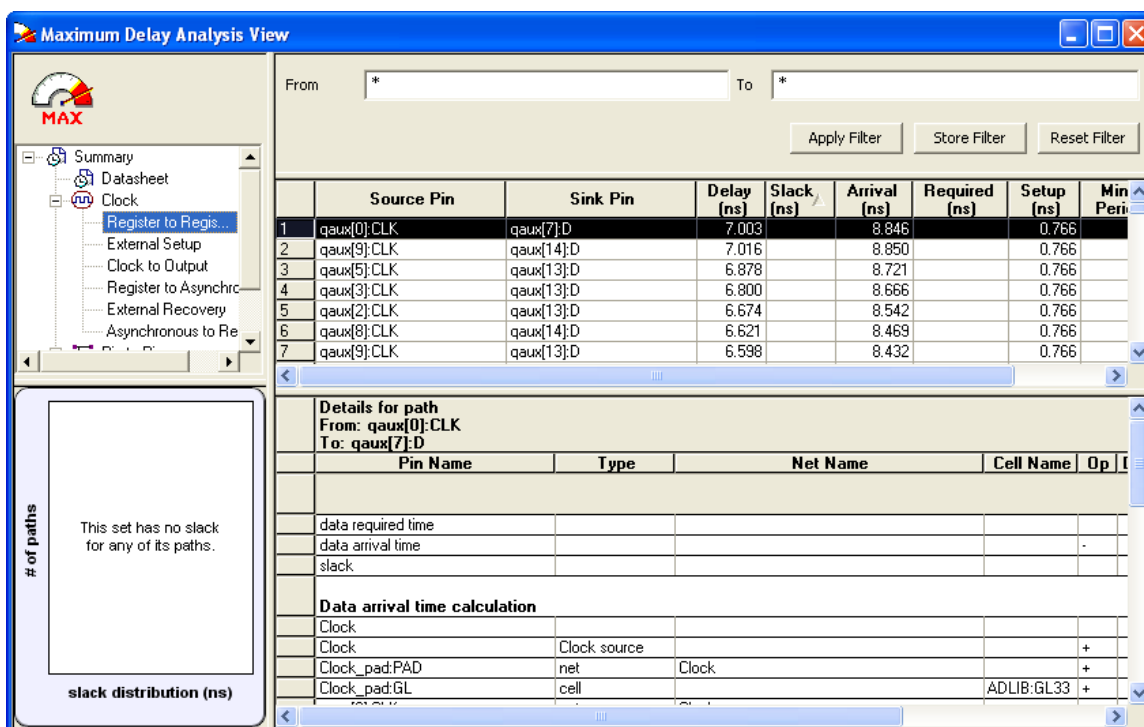 Maximum Delay Analysis View
MAX
Summary
Datasheet
Clock
Register to Regis...
External Setup
Clock to Output
Register to Asynchro
External Recovery
Asynchronous to Re
From * To *
Apply Filter Store Filter Reset Filter
Source Pin Sink Pin Delay (ns) Slack (ns) Arrival (ns) Required (ns) Setup (ns) Min Peri
1 qaux[0]:CLK qaux[7]:D 7.003 8.846 0.766
2 qaux[9]:CLK qaux[14]:D 7.016 8.850 0.766
3 qaux[5]:CLK qaux[13]:D 6.878 8.721 0.766
4 qaux[3]:CLK qaux[13]:D 6.800 8.666 0.766
5 qaux[2]:CLK qaux[13]:D 6.674 8.542 0.766
6 qaux[8]:CLK qaux[14]:D 6.621 8.469 0.766
7 qaux[9]:CLK qaux[13]:D 6.598 8.432 0.766
# of paths
This set has no slack
for any of its paths.
slack distribution (ns)
Details for path
From: qaux[0]:CLK
To: qaux[7]:D
Pin Name Type Net Name Cell Name Op
data required time
data arrival time -
slack
Data arrival time calculation
Clock
Clock Clock source +
Clock_pad:PAD net Clock +
Clock_pad:GL cell ADLIB:GL33 +